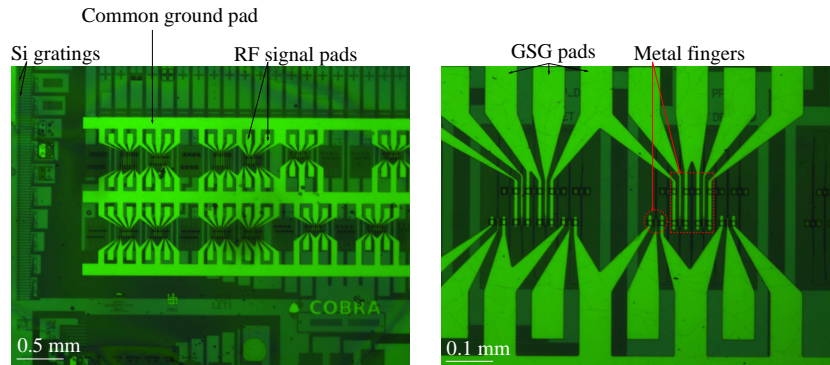 Common ground pad
Si gratings
RF signal pads
COBRA
0.5 mm
GSG pads
Metal fingers
0.1 mm